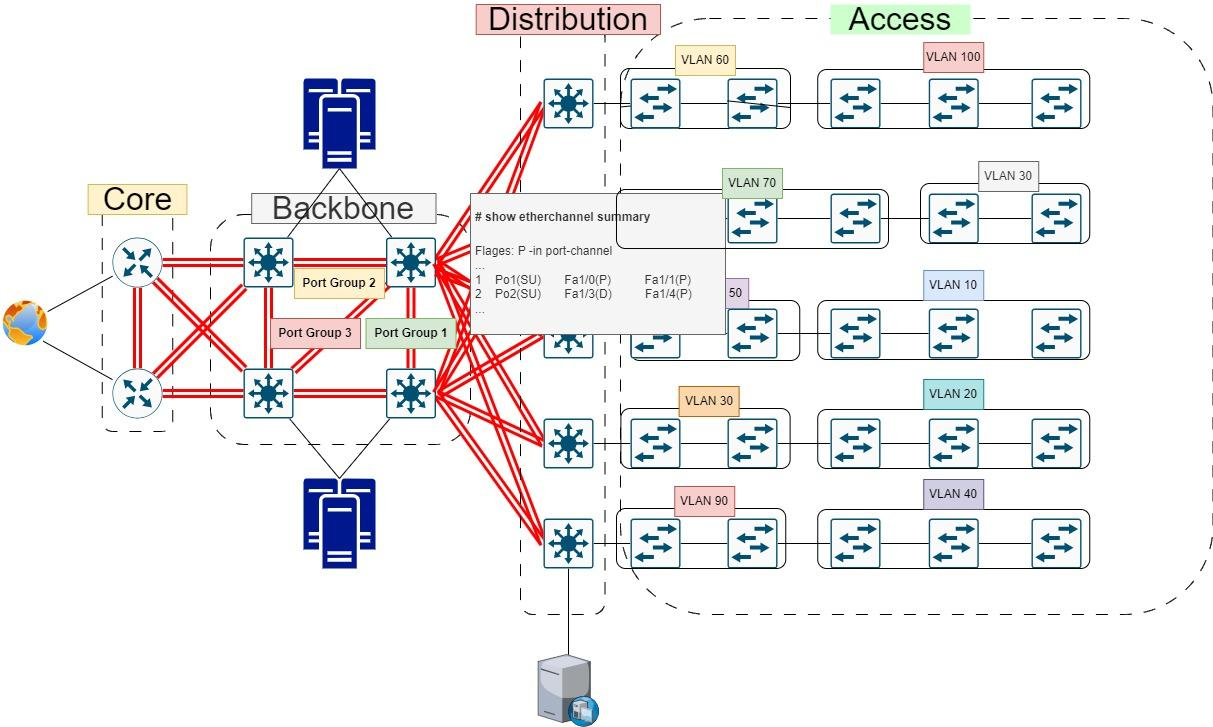 Distribution
Access
VLAN 60
VLAN 100
Core
Backbone
VLAN 70
VLAN 30
# show etherchannel summary
Flages: P -in port-channel
...
1 Po1(SU) Fa1/0(P) Fa1/1(P)
2 Po2(SU) Fa1/3(D) Fa1/4(P)
...
Port Group 2
50
VLAN 10
Port Group 3
Port Group 1
VLAN 30
VLAN 20
VLAN 90
VLAN 40